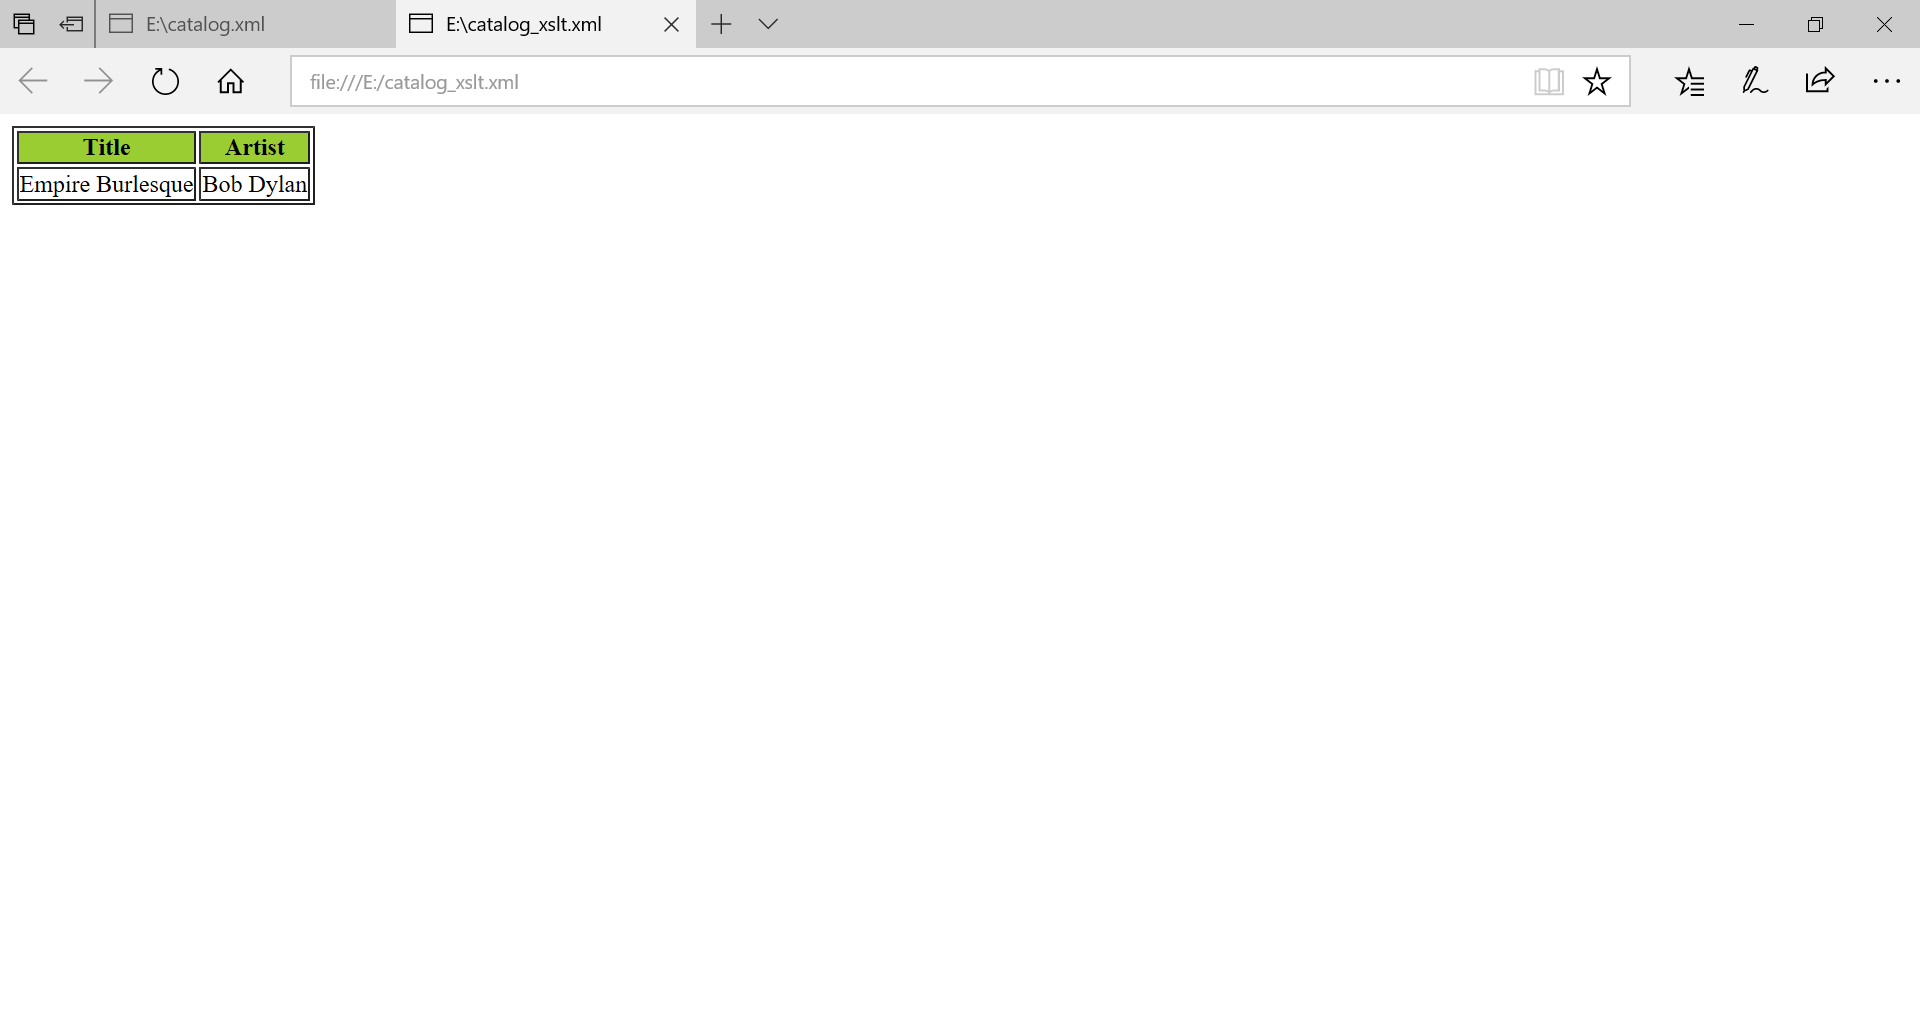 E:\catalog.xml
E:\catalog_xslt.xml
file:///E:/catalog_xslt.xml
Title Artist
Empire Burlesque Bob Dylan